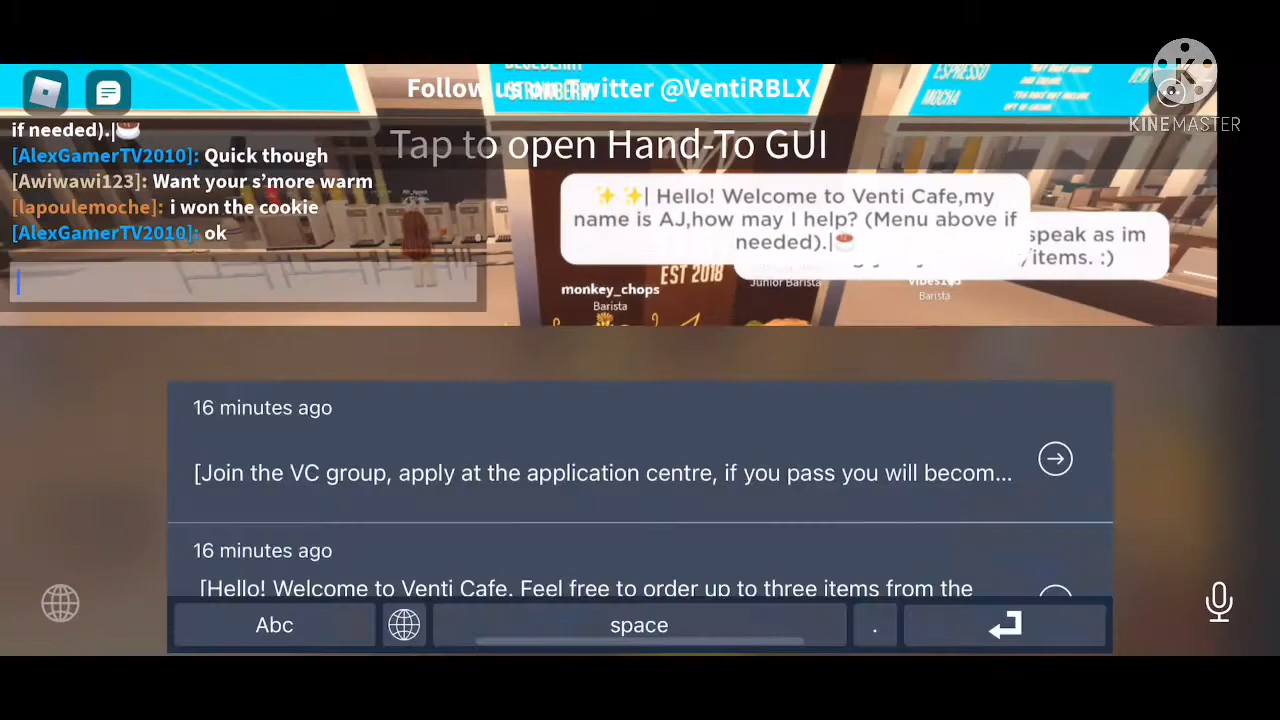 BLUEBERRY
STRAWBERRY
ESPRESSO
MOCHA
Follow us on Twitter @VentiRBLX
KINEMASTER
if needed).|☕
[AlexGamerTV2010]: Quick though
[Awiwawi123]: Want your s’more warm
[lapoulemoche]: i won the cookie
[AlexGamerTV2010]: ok
Tap to open Hand-To GUI
✨ ✨| Hello! Welcome to Venti Cafe,my
name is AJ,how may I help? (Menu above if
needed).|☕
speak as im
/items. :)
EST 2018
monkey_chops
Barista
Junior Barista
Barista
16 minutes ago
[Join the VC group, apply at the application centre, if you pass you will becom...
16 minutes ago
[Hello! Welcome to Venti Cafe. Feel free to order up to three items from the
Abc
space
.